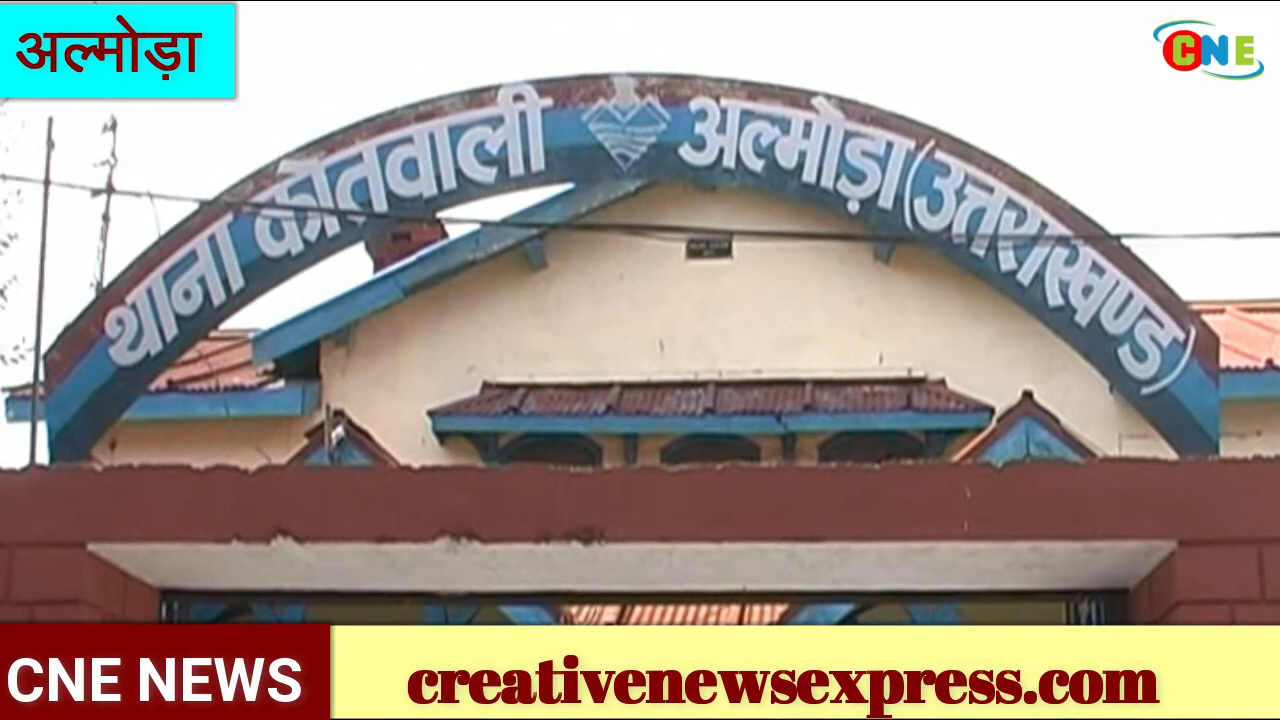 अल्मोड़ा
CNE
थाना कोतवाली अल्मोड़ा (उत्तराखण्ड)
CNE NEWS
creativenewsexpress.com